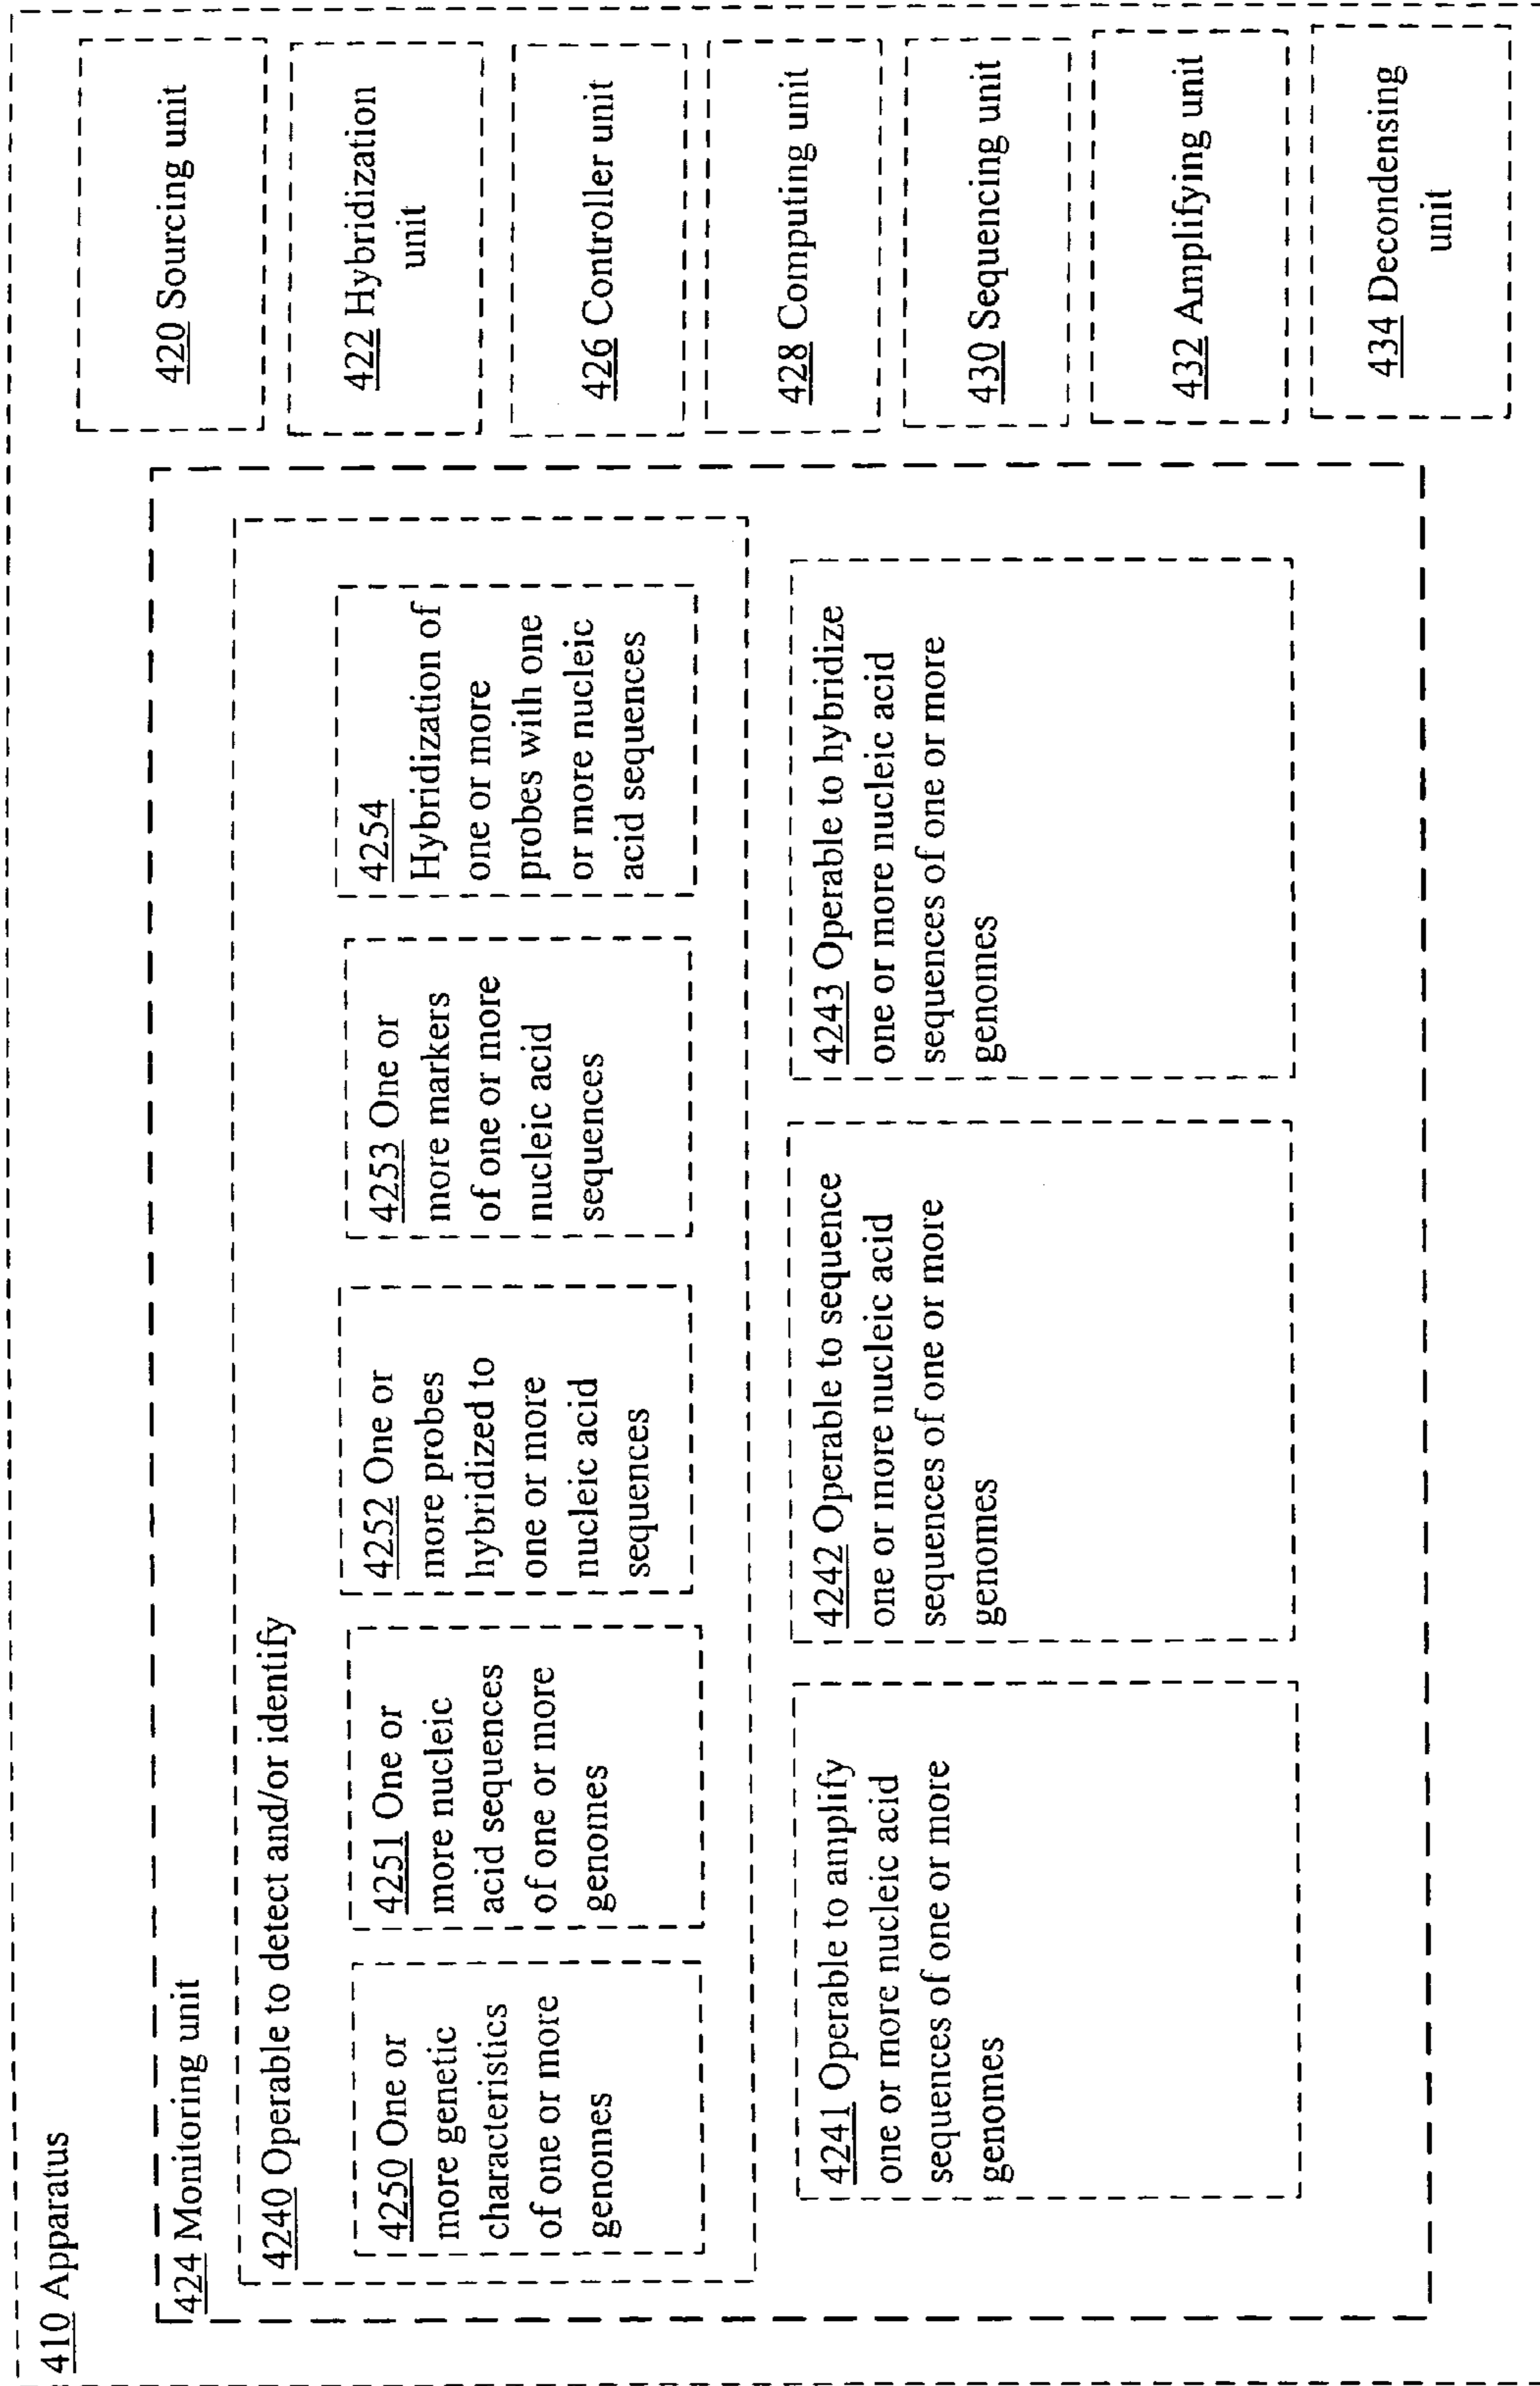 410 Apparatus
424 Monitoring unit
4240 Operable to detect and/or identify
4250 One or
more genetic
characteristics
of one or more
genomes
4251 One or
more nucleic
acid sequences
of one or more
genomes
4252 One or
more probes
hybridized to
one or more
nucleic acid
sequences
4253 One or
more markers
of one or more
nucleic acid
sequences
4254
Hybridization of
one or more
probes with one
or more nucleic
acid sequences
4241 Operable to amplify
one or more nucleic acid
sequences of one or more
genomes
4242 Operable to sequence
one or more nucleic acid
sequences of one or more
genomes
4243 Operable to hybridize
one or more nucleic acid
sequences of one or more
genomes
420 Sourcing unit
422 Hybridization
unit
426 Controller unit
428 Computing unit
430 Sequencing unit
432 Amplifying unit
434 Decondensing
unit